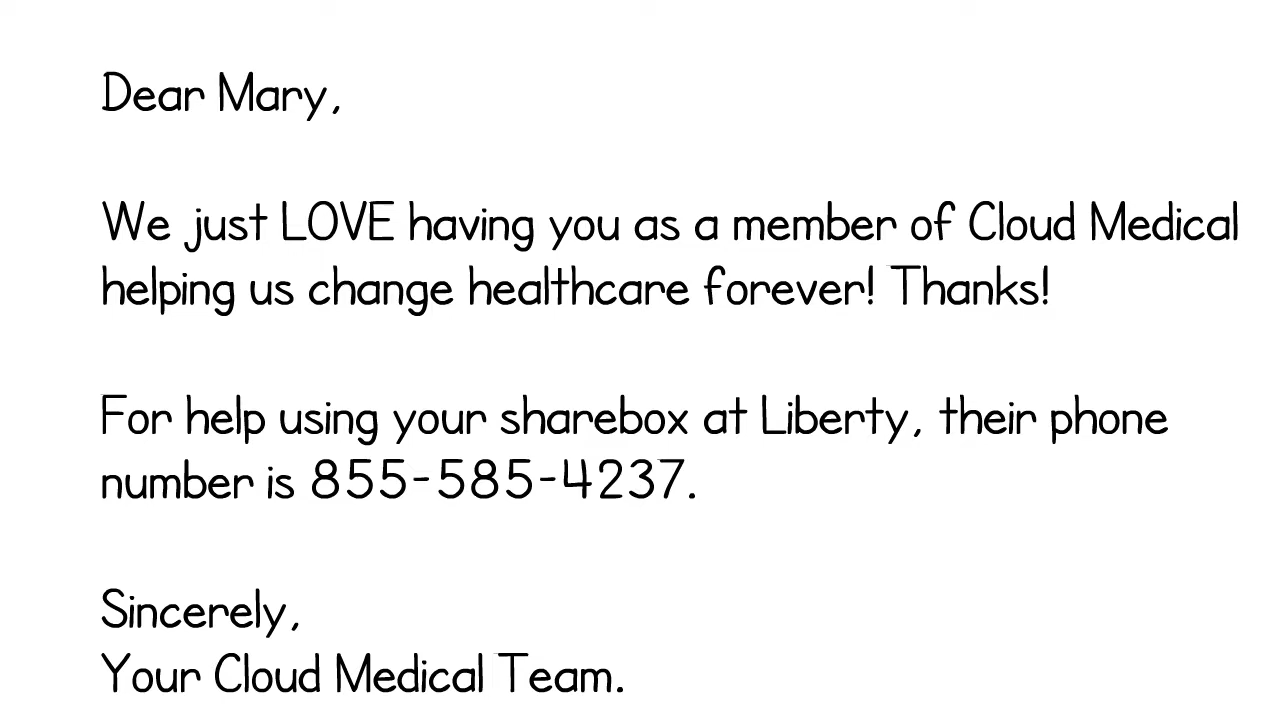 Dear Mary,
We just LOVE having you as a member of Cloud Medical
helping us change healthcare forever! Thanks!
For help using your sharebox at Liberty, their phone
number is 855-585-4237.
Sincerely,
Your Cloud Medical Team.